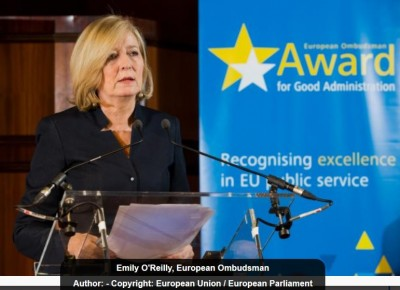 European Ombudsman
Award
for Good Administration
Recognising excellence
in EU public service
Emily O'Reilly, European Ombudsman
Author: - Copyright: European Union / European Parliament